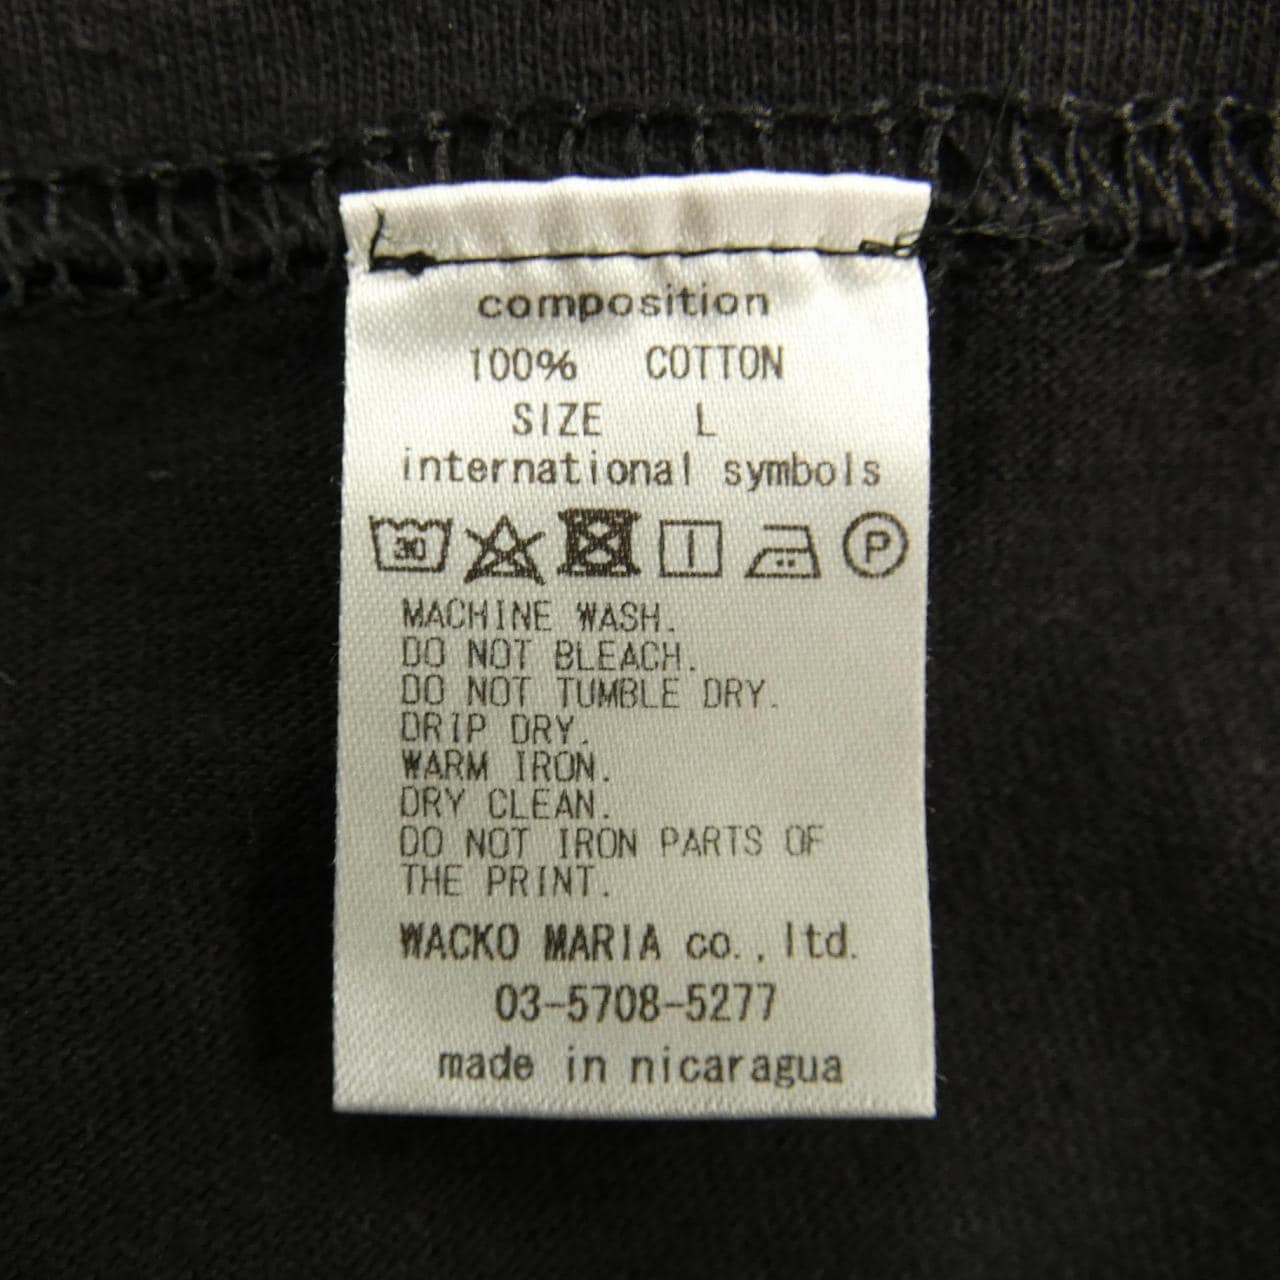 composition
100% COTTON
SIZE L
international symbols
30 P
MACHINE WASH.
DO NOT BLEACH.
DO NOT TUMBLE DRY.
DRIP DRY.
WARM IRON.
DRY CLEAN.
DO NOT IRON PARTS OF
THE PRINT.
WACKO MARIA co.,ltd.
03-5708-5277
made in nicaragua